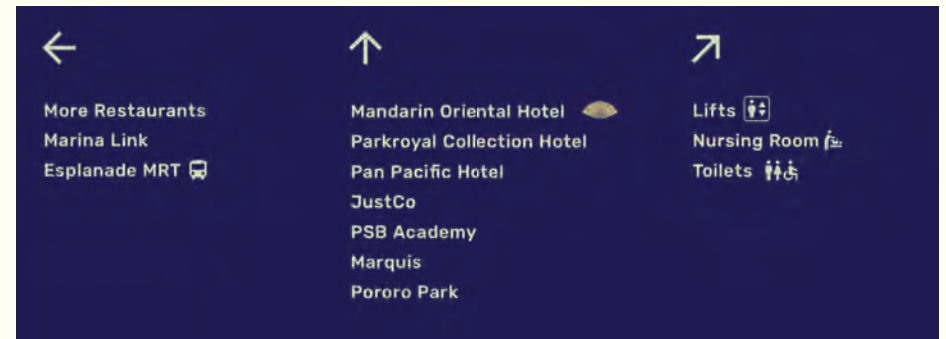 More Restaurants
Marina Link
Esplanade MRT
Mandarin Oriental Hotel
Parkroyal Collection Hotel
Pan Pacific Hotel
JustCo
PSB Academy
Marquis
Pororo Park
Lifts
Nursing Room
Toilets